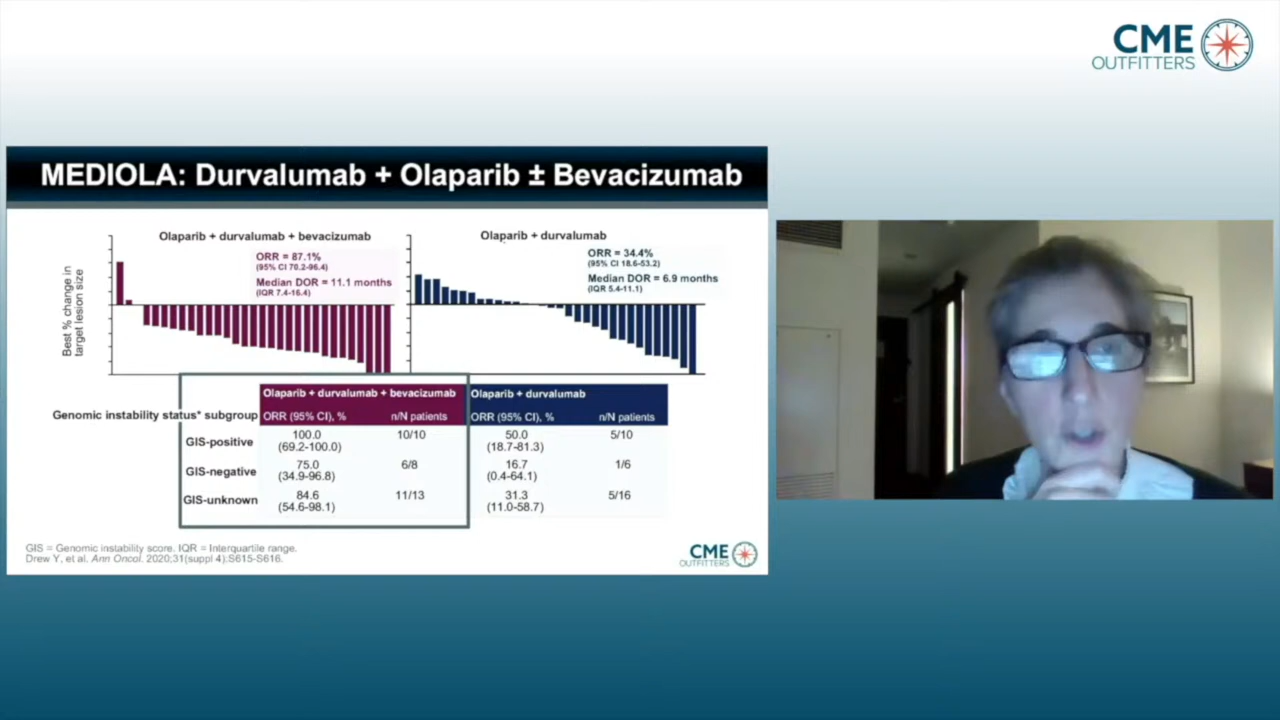 CME
OUTFITTERS
MEDIOLA: Durvalumab + Olaparib ± Bevacizumab
Best % change in
target lesion size
Olaparib + durvalumab + bevacizumab
ORR = 87.1%
(95% CI 70.2-96.4)
Median DOR = 11.1 months
(IQR 7.4-16.4)
Olaparib + durvalumab
ORR = 34.4%
(95% CI 18.6-53.2)
Median DOR = 6.9 months
(IQR 5.4-11.1)
Olaparib + durvalumab + bevacizumab Olaparib + durvalumab
Genomic instability status* subgroup ORR (95% CI), % n/N patients ORR (95% CI), % n/N patients
GIS-positive 100.0 10/10 50.0 5/10
(69.2-100.0) (18.7-81.3)
GIS-negative 75.0 6/8 16.7 1/6
(34.9-96.8) (0.4-64.1)
GIS-unknown 84.6 11/13 31.3 5/16
(54.6-98.1) (11.0-58.7)
GIS = Genomic instability score. IQR = Interquartile range.
Drew Y, et al. Ann Oncol. 2020;31(suppl 4):S615-S616.
CME
OUTFITTERS